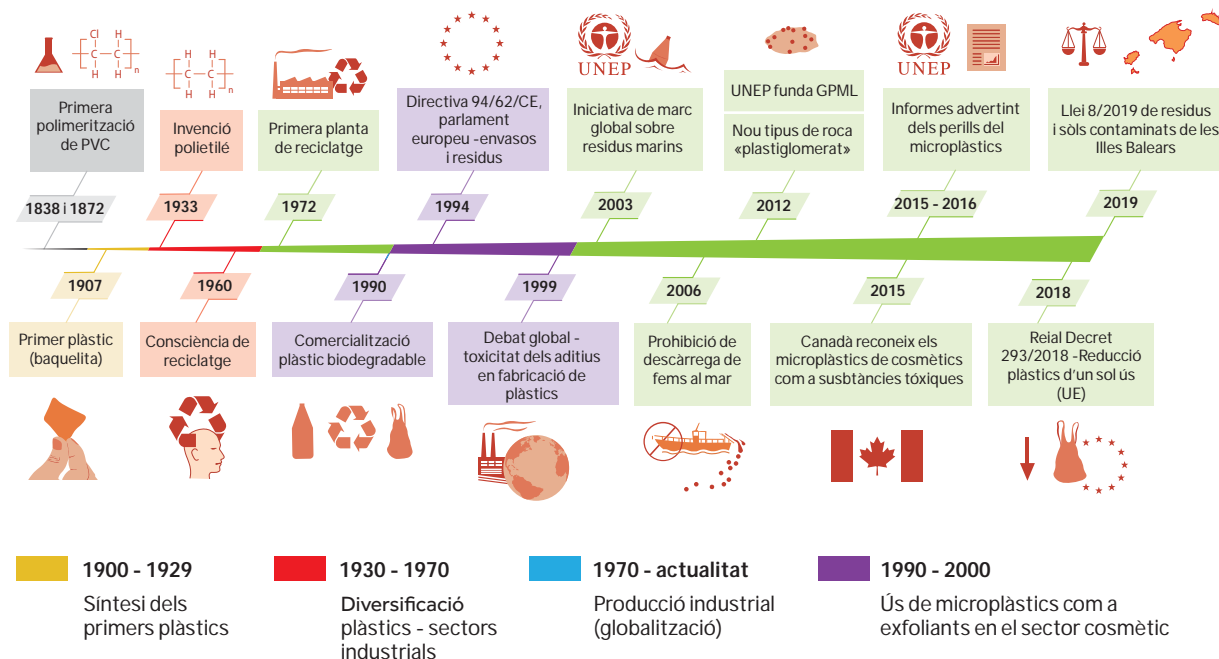 Cl
H
C
C
H
H
n
H
H
C
C
H
H
n
UNEP
UNEP
Primera
polimerització
de PVC
Invenció
polietilé
Primera planta
de reciclatge
Directiva 94/62/CE,
parlament
europeu -envasos
i residus
Iniciativa de marc
global sobre
residus marins
UNEP funda GPML
Nou tipus de roca
«plastiglomerat»
Informes advertint
dels perills del
microplàstics
Llei 8/2019 de residus
i sòls contaminats de les
Illes Balears
1838 i 1872
1933
1972
1994
2003
2012
2015 - 2016
2019
1907
1960
1990
1999
2006
2015
2018
Primer plàstic
(baquelita)
Consciència de
reciclatge
Comercialització
plàstic biodegradable
Debat global -
toxicitat dels aditius
en fabricació de
plàstics
Prohibició de
descàrrega de
fems al mar
Canadà reconeix els
microplàstics de cosmètics
com a susbtàncies tóxiques
Reial Decret
293/2018 -Reducció
plàstics d'un sol ús
(UE)
1900 - 1929
Síntesi dels
primers plàstics
1930 - 1970
Diversificació
plàstics - sectors
industrials
1970 - actualitat
Producció industrial
(globalització)
1990 - 2000
Ús de microplàstics com a
exfoliants en el sector cosmètic